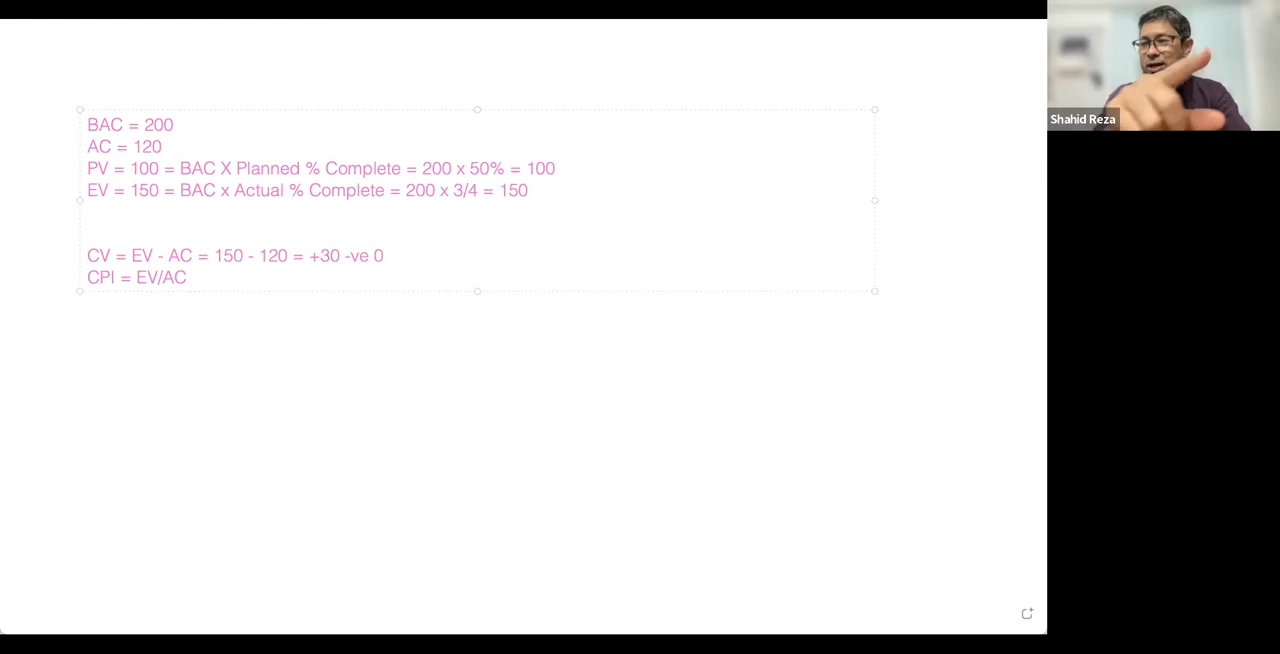 BAC = 200
AC = 120
PV = 100 = BAC X Planned % Complete = 200 x 50% = 100
EV = 150 = BAC x Actual % Complete = 200 x 3/4 = 150
CV = EV - AC = 150 - 120 = +30 -ve 0
CPI = EV/AC
Shahid Reza